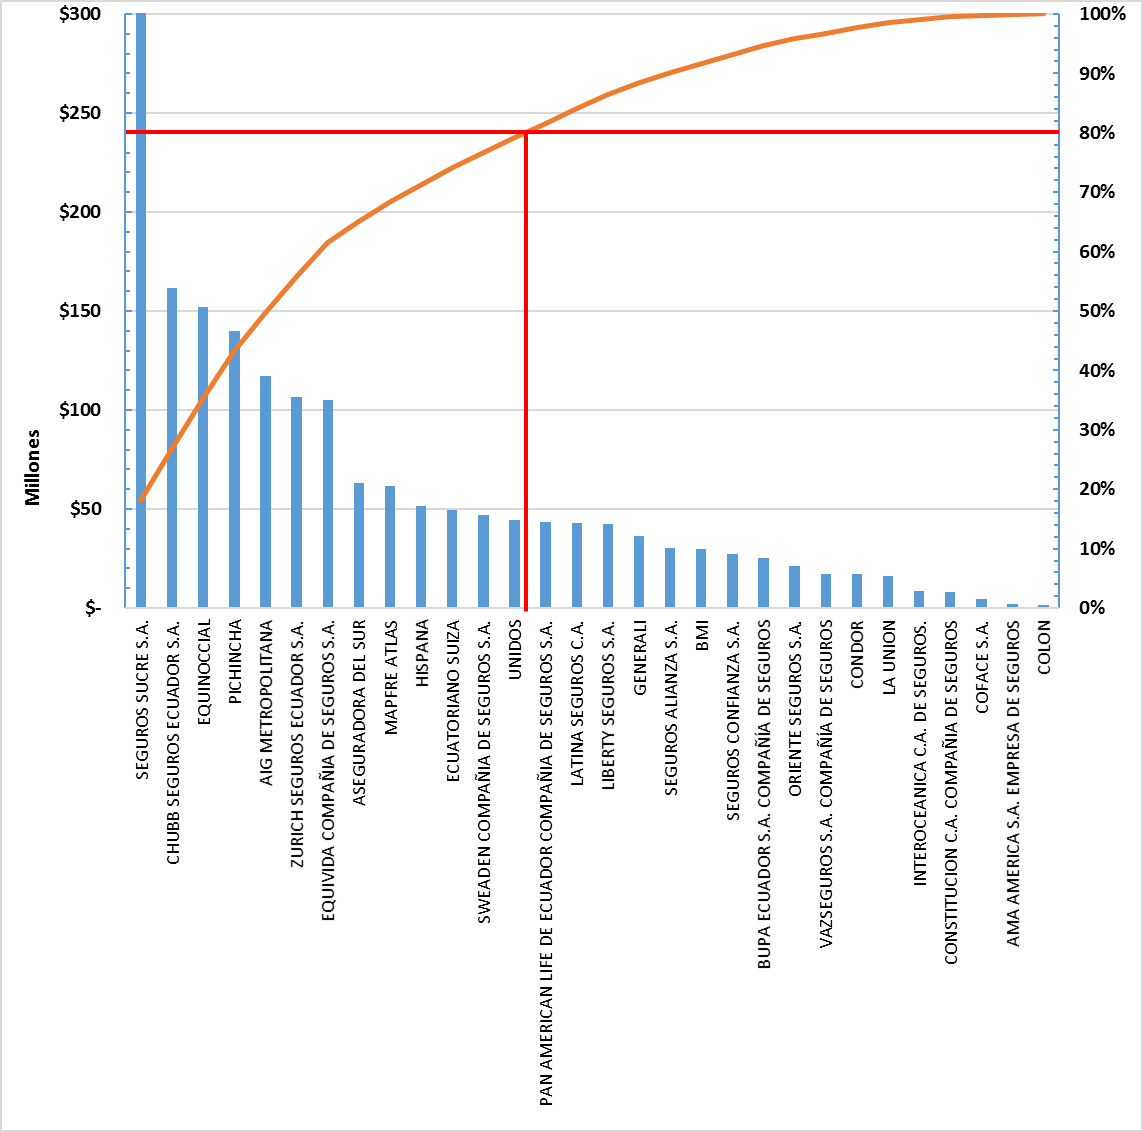 $300
$250
$200
$150
$100
$50
$-
Millones
100%
90%
80%
70%
60%
50%
40%
30%
20%
10%
0%
SEGUROS SUCRE S.A.
CHUBB SEGUROS ECUADOR S.A.
EQUINOCCIAL
PICHINCHA
AIG METROPOLITANA
ZURICH SEGUROS ECUADOR S.A.
EQUIVIDA COMPAÑIA DE SEGUROS S.A.
ASEGURADORA DEL SUR
MAPFRE ATLAS
HISPANA
ECUATORIANO SUIZA
SWEADEN COMPAÑIA DE SEGUROS S.A.
UNIDOS
PAN AMERICAN LIFE DE ECUADOR COMPAÑIA DE SEGUROS S.A.
LATINA SEGUROS C.A.
LIBERTY SEGUROS S.A.
GENERALI
SEGUROS ALIANZA S.A.
BMI
SEGUROS CONFIANZA S.A.
BUPA ECUADOR S.A. COMPAÑÍA DE SEGUROS
ORIENTE SEGUROS S.A.
VAZSEGUROS S.A. COMPAÑÍA DE SEGUROS
CONDOR
LA UNION
INTEROCEANICA C.A. DE SEGUROS.
CONSTITUCION C.A. COMPAÑIA DE SEGUROS
COFACE S.A.
AMA AMERICA S.A. EMPRESA DE SEGUROS
COLON